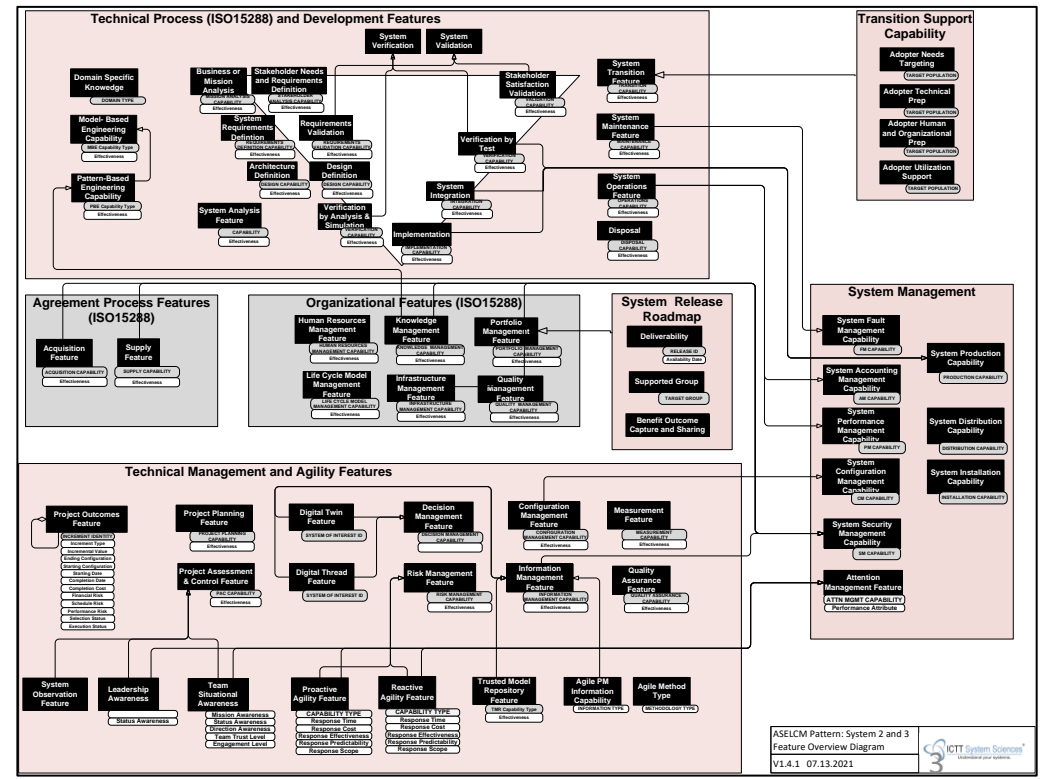 Technical Process (ISO15288) and Development Features
System
Verification
System
Validation
Domain Specific
Knowedge
DOMAIN TYPE
Model- Based
Engineering
Capability
MBE Capability Type
Effectiveness
Pattern-Based
Engineering
Capability
PBE Capability Type
Effectiveness
Business or
Mission
Analysis
MISSION ANALYSIS
CAPABILITY
Effectiveness
Stakeholder Needs
and Requirements
Definition
STAKEHOLDER
ANALYSIS CAPABILITY
Effectiveness
System
Requirements
Defintion
REQUIREMENTS
DEFINITION CAPABILITY
Effectiveness
Requirements
Validation
REQUIREMENTS
VALIDATION CAPABILITY
Effectiveness
Architecture
Definition
DESIGN CAPABILITY
Effectiveness
Design
Definition
DESIGN CAPABILITY
Effectiveness
System Analysis
Feature
CAPABILITY
Effectiveness
Verification
by Analysis &
Simulation
VERIFICATION
CAPABILITY
Effectiveness
Implementation
IMPLEMENTATION
CAPABILITY
Effectiveness
System
Integration
INTEGRATION
CAPABILITY
Effectiveness
Verification by
Test
VERIFICATION
CAPABILITY
Effectiveness
Stakeholder
Satisfaction
Validation
VALIDATION
CAPABILITY
Effectiveness
System
Transition
Feature
TRANSITION
CAPABILITY
Effectiveness
System
Maintenance
Feature
MAINTENANCE
CAPABILITY
Effectiveness
System
Operations
Feature
OPERATIONS
CAPABILITY
Effectiveness
Disposal
DISPOSAL
CAPABILITY
Effectiveness
Transition Support
Capability
Adopter Needs
Targeting
TARGET POPULATION
Adopter Technical
Prep
TARGET POPULATION
Adopter Human
and Organizational
Prep
TARGET POPULATION
Adopter Utilization
Support
TARGET POPULATION
Agreement Process Features
(ISO15288)
Acquisition
Feature
ACQUISITION CAPABILITY
Effectiveness
Supply
Feature
SUPPLY CAPABILITY
Effectiveness
Organizational Features (ISO15288)
Human Resources
Management
Feature
HUMAN RESOURCES
MANAGEMENT CAPABILITY
Effectiveness
Knowledge
Management
Feature
KNOWLEDGE MANAGEMENT
CAPABILITY
Effectiveness
Portfolio
Management
Feature
PORTFOLIO MANAGEMENT
CAPABILITY
Effectiveness
Life Cycle Model
Management
Feature
LIFE CYCLE MODEL
MANAGEMENT CAPABILITY
Effectiveness
Infrastructure
Management
Feature
INFRASTRUCTURE
MANAGEMENT CAPABILITY
Effectiveness
Quality
Management
Feature
QUALITY MANAGEMENT
CAPABILITY
Effectiveness
System Release
Roadmap
Deliverability
RELEASE ID
Availability Date
Supported Group
TARGET GROUP
Benefit Outcome
Capture and Sharing
System Management
System Fault
Management
Capability
FM CAPABILITY
System Production
Capability
PRODUCTION CAPABILITY
System Accounting
Management
Capability
AM CAPABILITY
System
Performance
Management
Capability
PM CAPABILITY
System Distribution
Capability
DISTRIBUTION CAPABILITY
System
Configuration
Management
Capability
CM CAPABILITY
System Installation
Capability
INSTALLATION CAPABILITY
System Security
Management
Capability
SM CAPABILITY
Attention
Management Feature
ATTN MGMT CAPABILITY
Performance Attribute
Technical Management and Agility Features
Project Outcomes
Feature
INCREMENT IDENTITY
Increment Type
Incremental Value
Ending Configuration
Starting Configuration
Starting Date
Completion Date
Completion Cost
Financial Risk
Schedule Risk
Performance Risk
Selection Status
Execution Status
Project Planning
Feature
PROJECT PLANNING
CAPABILITY
Effectiveness
Project Assessment
& Control Feature
PAC CAPABILITY
Effectiveness
Digital Twin
Feature
SYSTEM OF INTEREST ID
Digital Thread
Feature
SYSTEM OF INTEREST ID
Decision
Management
Feature
DECISION MANAGEMENT
CAPABILITY
Risk Management
Feature
RISK MANAGEMENT
CAPABILITY
Effectiveness
Configuration
Management
Feature
CONFIGURATION
MANAGEMENT CAPABILITY
Effectiveness
Information
Management
Feature
INFORMATION
MANAGEMENT CAPABILITY
Effectiveness
Measurement
Feature
MEASUREMENT
CAPABILITY
Effectiveness
Quality
Assurance
Feature
QUALITY ASSURANCE
CAPABILITY
Effectiveness
System
Observation
Feature
Leadership
Awareness
Status Awareness
Team
Situational
Awareness
Mission Awareness
Status Awareness
Direction Awareness
Team Trust Level
Engagement Level
Proactive
Agility Feature
CAPABILITY TYPE
Response Time
Response Cost
Response Effectiveness
Response Predictability
Response Scope
Reactive
Agility Feature
CAPABILITY TYPE
Response Time
Response Cost
Response Effectiveness
Response Predictability
Response Scope
Trusted Model
Repository
Feature
TMR Capability Type
Effectiveness
Agile PM
Information
Capability
INFORMATION TYPE
Agile Method
Type
METHODOLOGY TYPE
ASELCM Pattern: System 2 and 3
Feature Overview Diagram
V1.4.1 07.13.2021
ICTT System Sciences
Understand your systems.